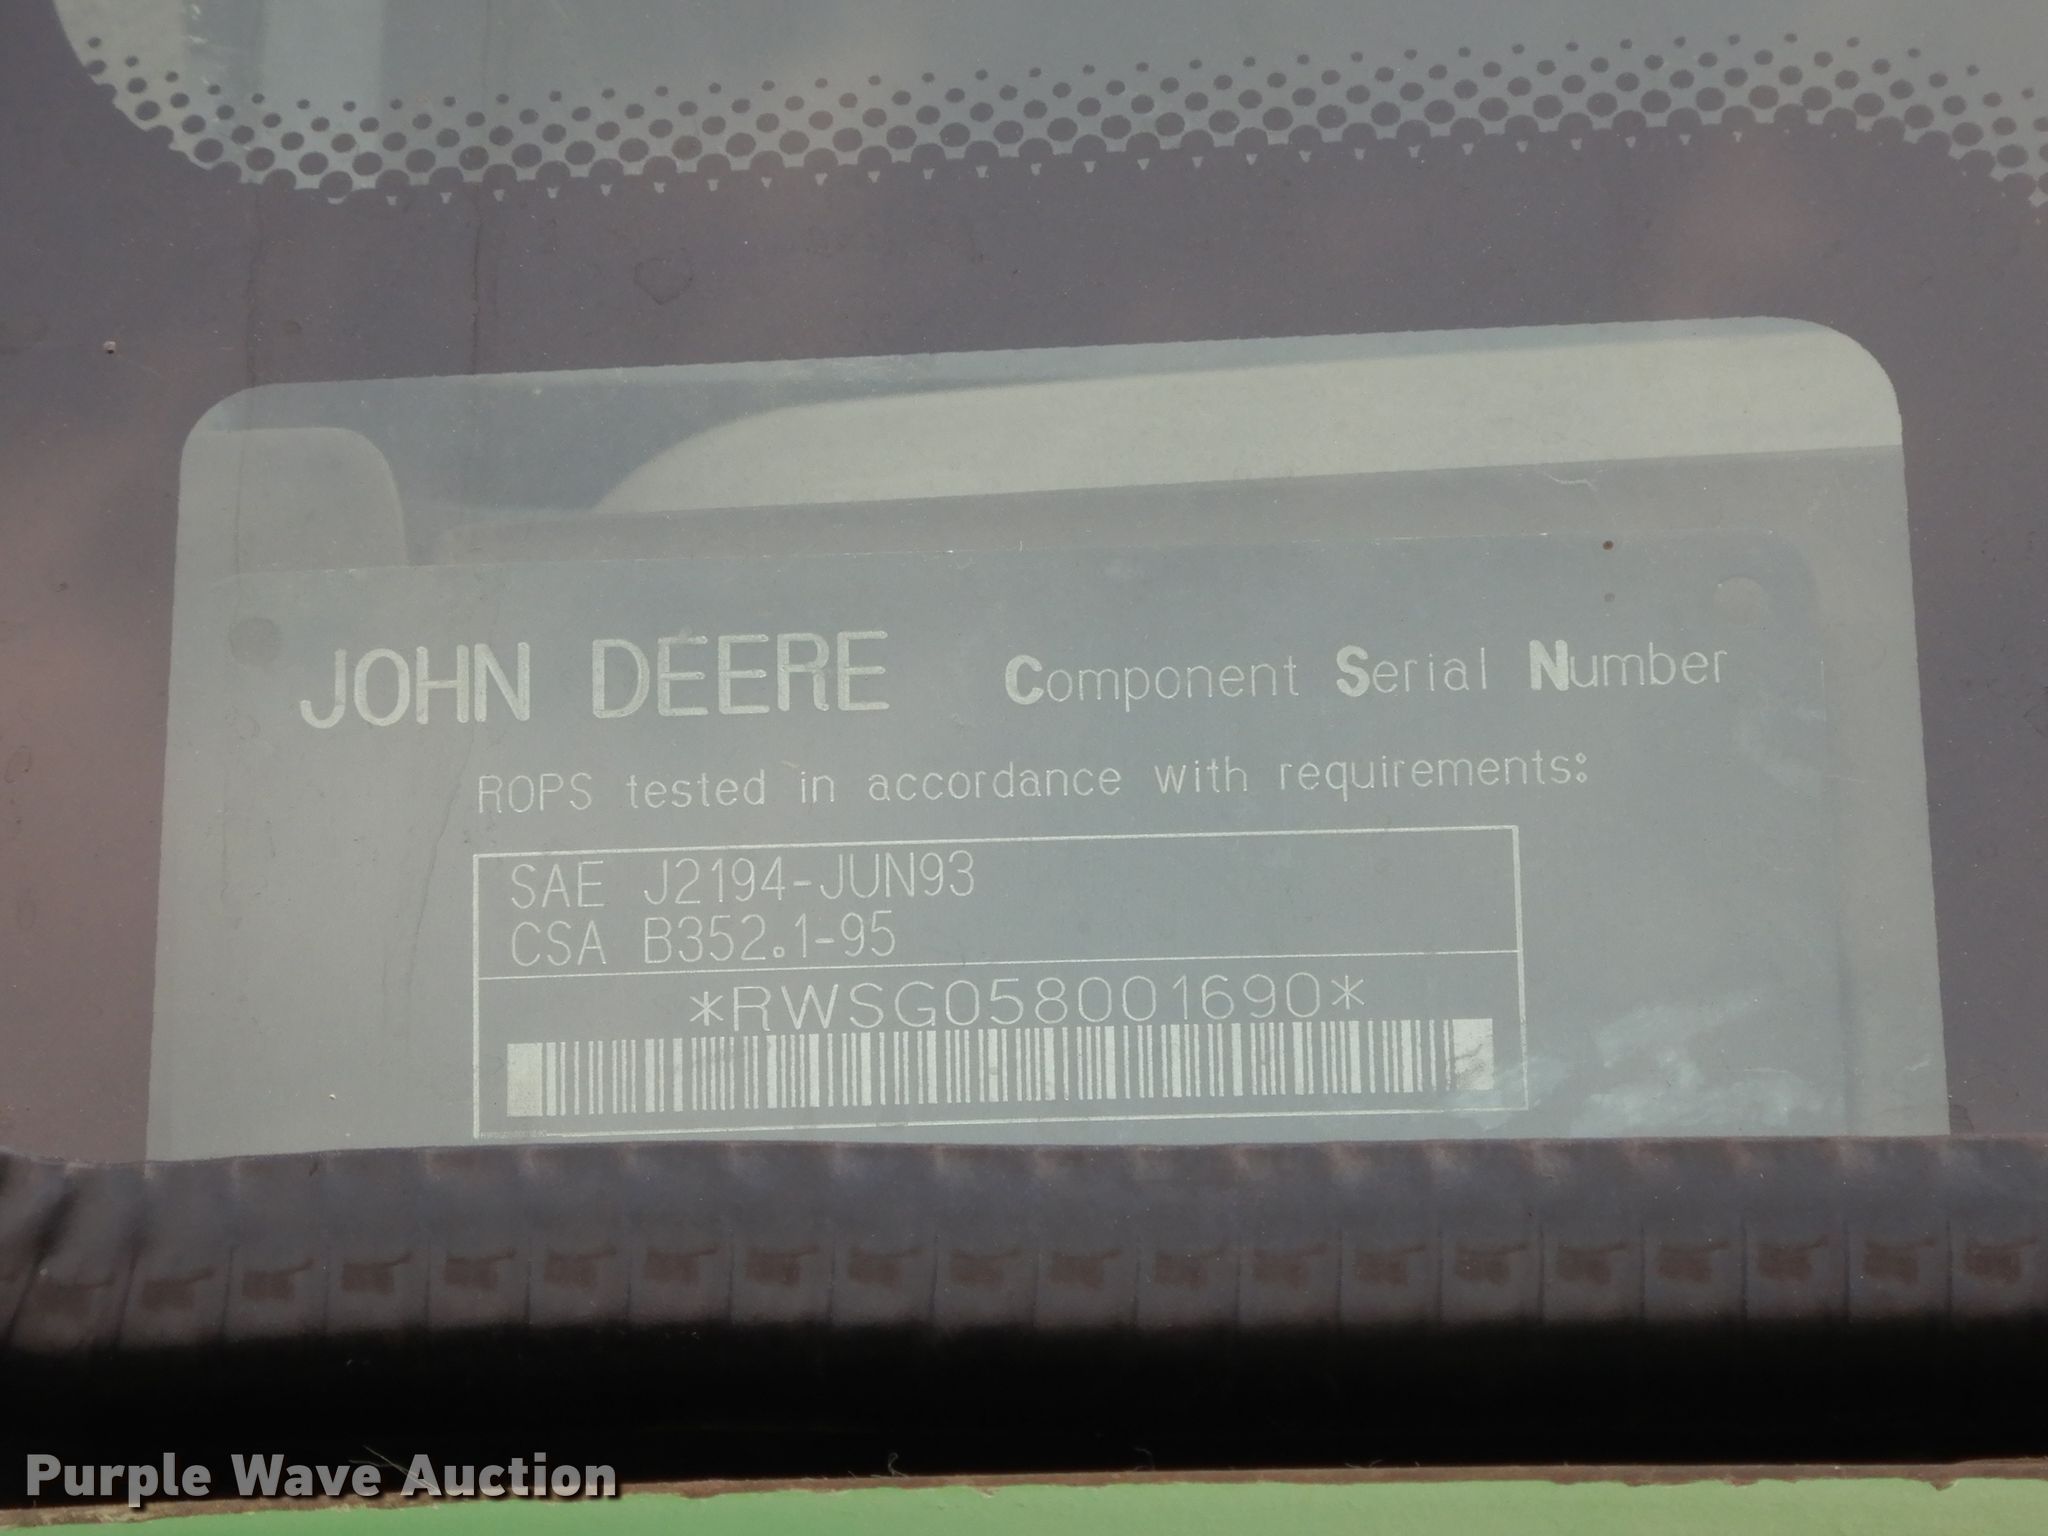 JOHN DEERE Component Serial Number
ROPS tested in accordance with requirements:
SAE J2194-JUN93
CSA B352.1-95
*RWSG058001690*
Purple Wave Auction